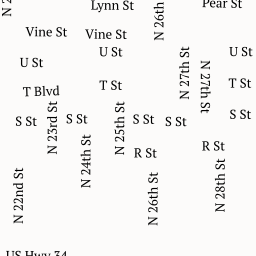 N 2
Lynn St
N 26th
Pear St
Vine St
Vine St
U St
U St
U St
N 27th St
N 27th St
T Blvd
T St
T St
S St
N 23rd St
S St
N 25th St
S St
S St
S St
N 24th St
R St
R St
N 22nd St
N 26th St
N 28th St
US Hwy 34